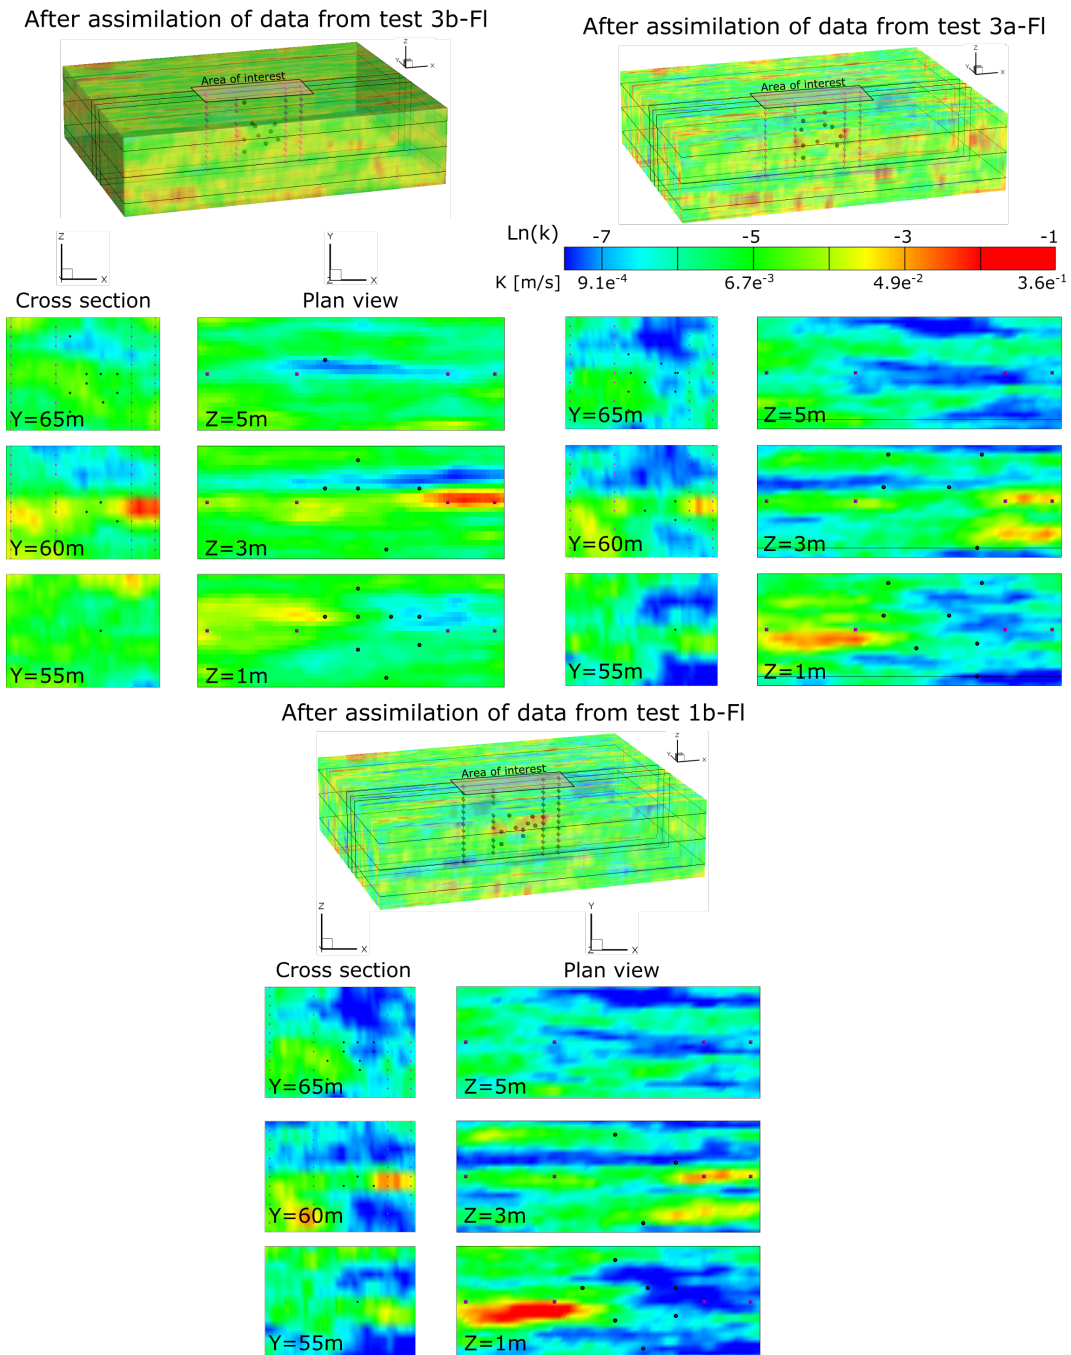 After assimilation of data from test 3b-Fl
Area of interest
Z
Y
X
Z
X
Y
X
Cross section
Plan view
Y=65m
Z=5m
Y=60m
Z=3m
Y=55m
Z=1m
After assimilation of data from test 3a-Fl
Area of interest
Z
Y
X
Ln(k)
-7
-5
-3
-1
K [m/s]
9.1e-4
6.7e-3
4.9e-2
3.6e-1
Y=65m
Z=5m
Y=60m
Z=3m
Y=55m
Z=1m
After assimilation of data from test 1b-Fl
Area of interest
Z
Y
X
Z
X
Y
Z
X
Cross section
Plan view
Y=65m
Z=5m
Y=60m
Z=3m
Y=55m
Z=1m